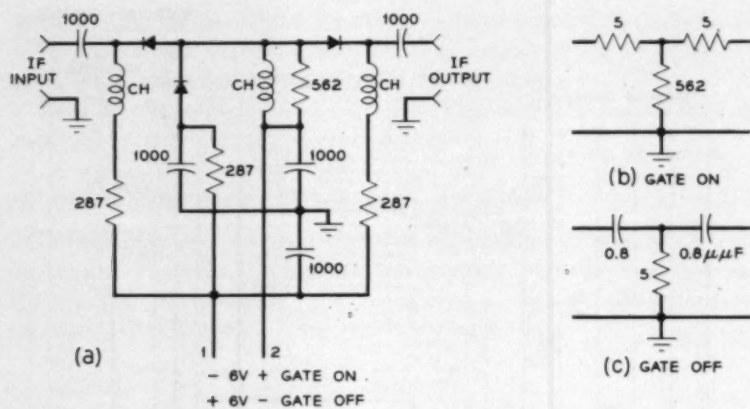 1000
1000
IF
INPUT
IF
OUTPUT
CH
CH
562
CH
1000
287
1000
287
287
1000
(a)
1
2
- 6V + GATE ON
+ 6V - GATE OFF
5
5
562
(b) GATE ON
0.8
0.8μμF
5
(c) GATE OFF